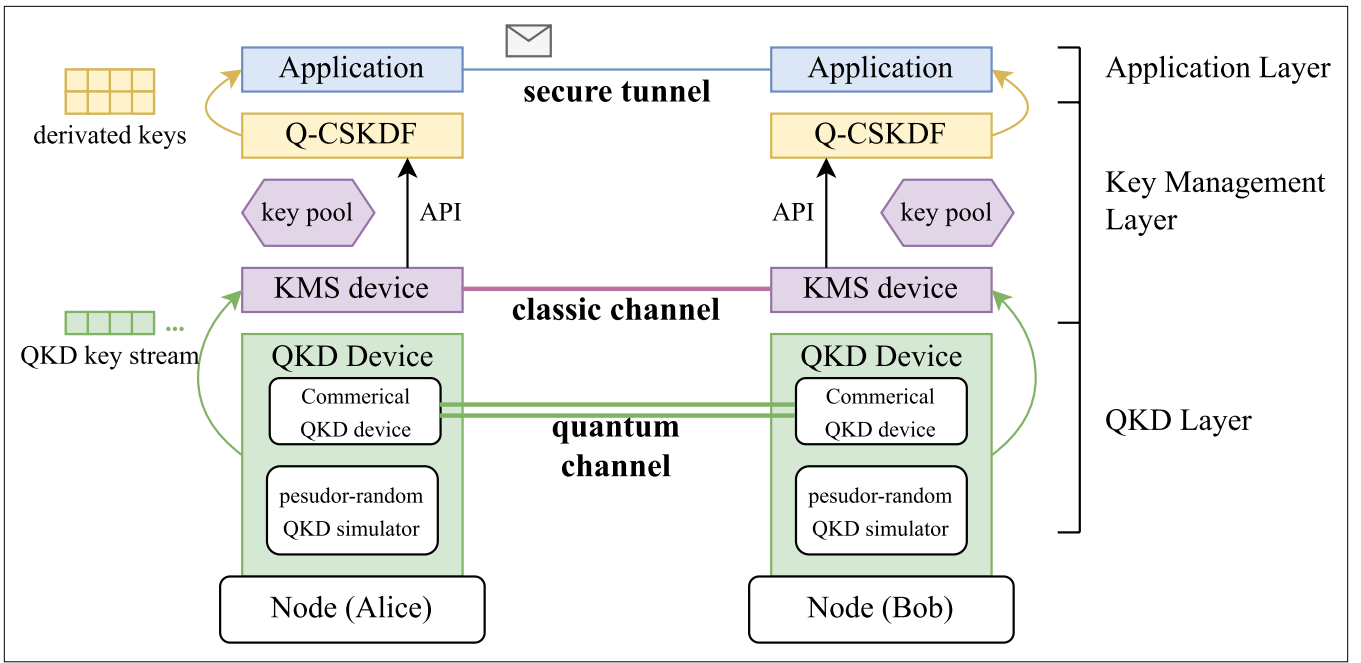 Application
secure tunnel
Application
Application Layer
derivated keys
Q-CSKDF
Q-CSKDF
key pool
API
API
key pool
Key Management
Layer
KMS device
classic channel
KMS device
QKD key stream
...
QKD Device
Commerical
QKD device
quantum
channel
QKD Device
Commerical
QKD device
QKD Layer
pesudor-random
QKD simulator
pesudor-random
QKD simulator
Node (Alice)
Node (Bob)